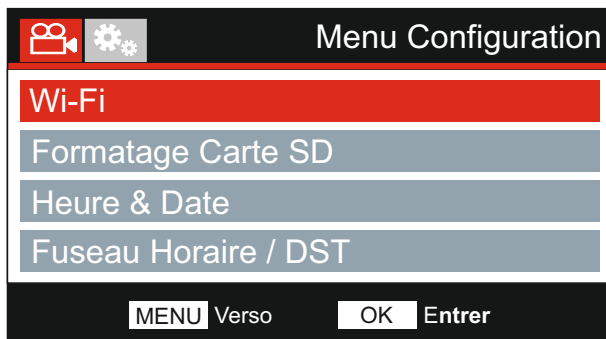 Menu Configuration
Wi-Fi
Formatage Carte SD
Heure & Date
Fuseau Horaire / DST
MENU Verso OK Entrer